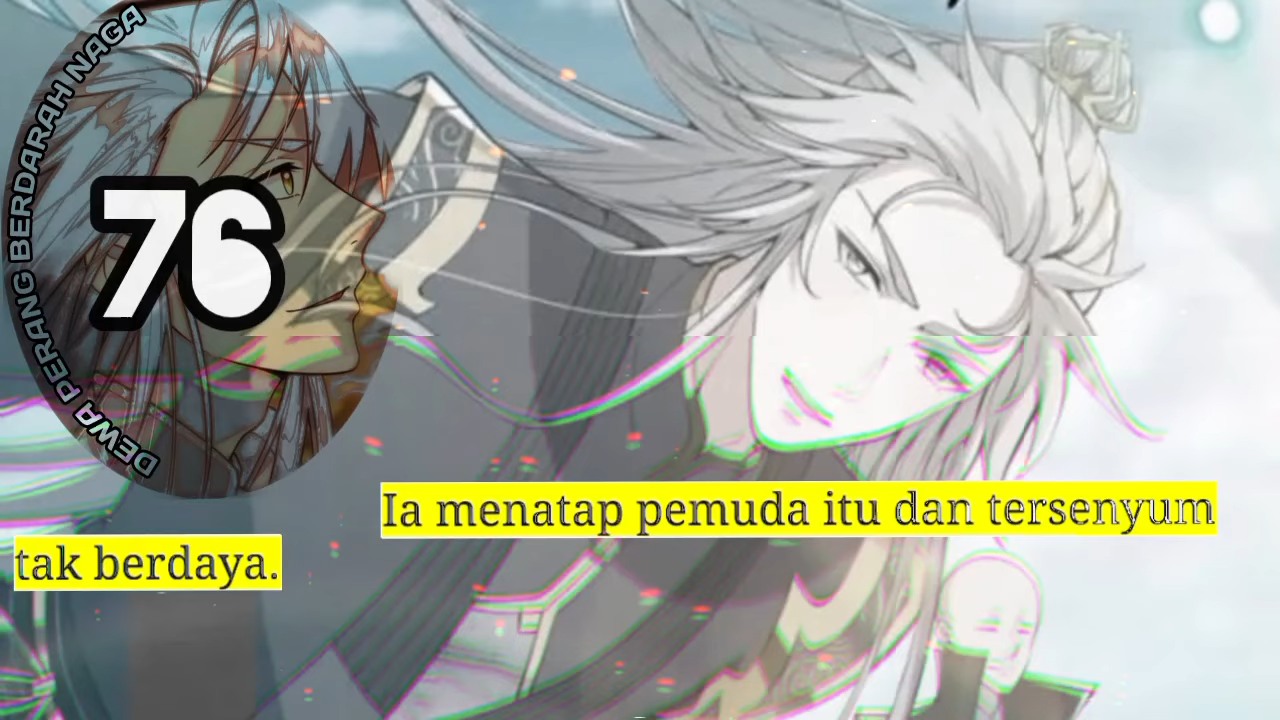 DEWA PERANG BERDARAH NAGA
76
Ia menatap pemuda itu dan tersenyum
tak berdaya.